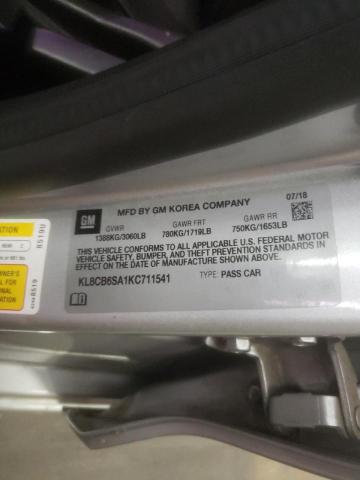 GM
MFD BY GM KOREA COMPANY
07/18
GVWR
GAWR FRT
GAWR RR
1388KG/3060LB
780KG/1719LB
750KG/1653LB
THIS VEHICLE CONFORMS TO ALL APPLICABLE U.S. FEDERAL MOTOR
VEHICLE SAFETY, BUMPER, AND THEFT PREVENTION STANDARDS
IN EFFECT ON THE DATE OF MANUFACTURE SHOWN ABOVE.
KL8CB6SA1KC711541
TYPE: PASS CAR
8519U
8519